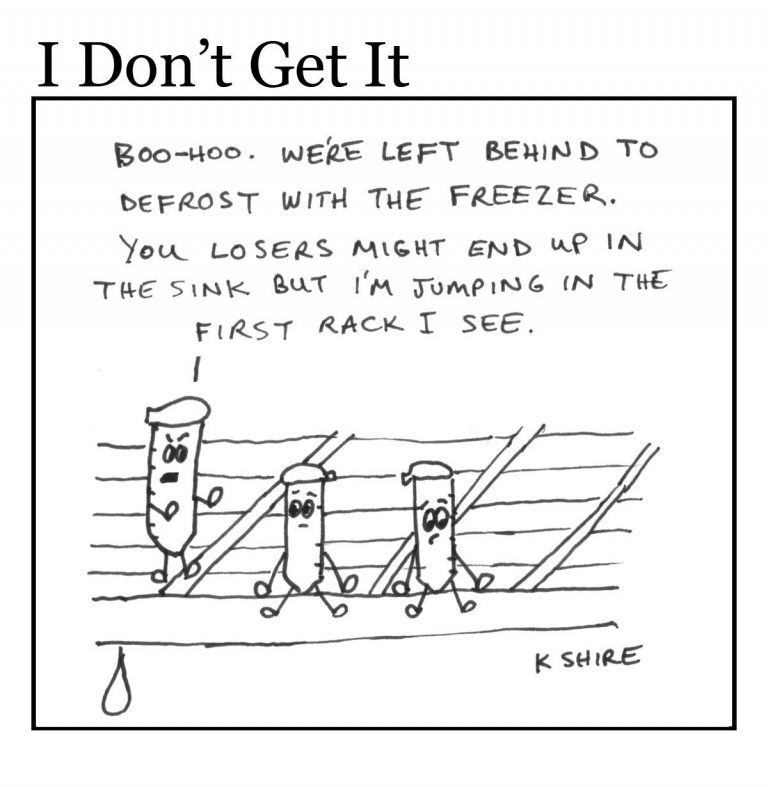 I Don't Get It
BOO-HOO. WE'RE LEFT BEHIND TO
DEFROST WITH THE FREEZER.
YOU LOSERS MIGHT END UP IN
THE SINK BUT I'M JUMPING IN THE
FIRST RACK I SEE.
K SHIRE